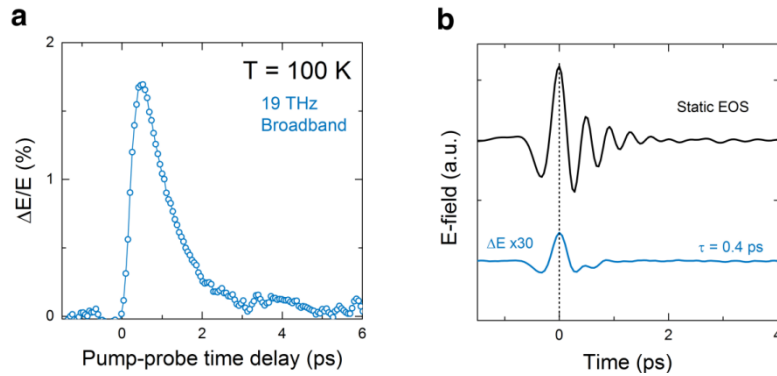 a
2
1
0
ΔE/E (%)
T = 100 K
19 THz
Broadband
0
2
4
6
Pump-probe time delay (ps)
b
E-field (a.u.)
Static EOS
ΔE x30
τ = 0.4 ps
0
2
4
Time (ps)